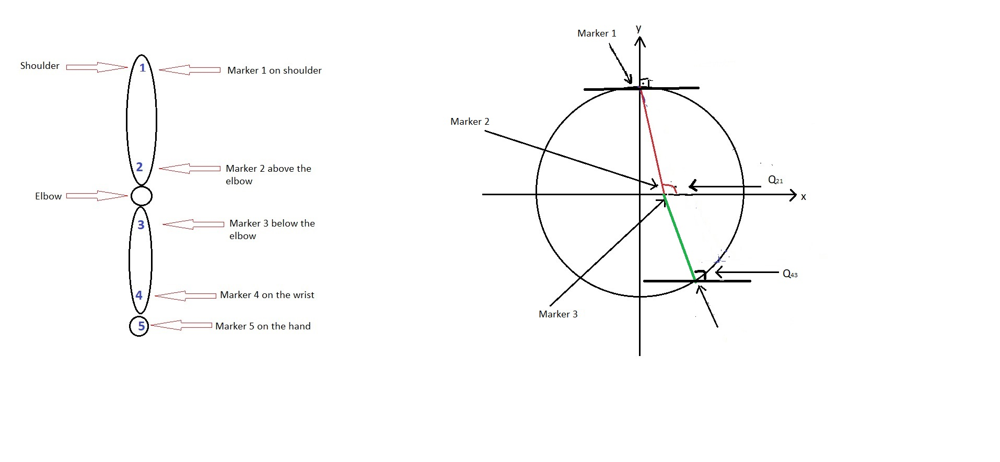 Shoulder
1
Marker 1 on shoulder
2
Marker 2 above the
elbow
Elbow
3
Marker 3 below the
elbow
4
Marker 4 on the wrist
5
Marker 5 on the hand
y
Marker 1
Marker 2
Q21
x
Q43
Marker 3